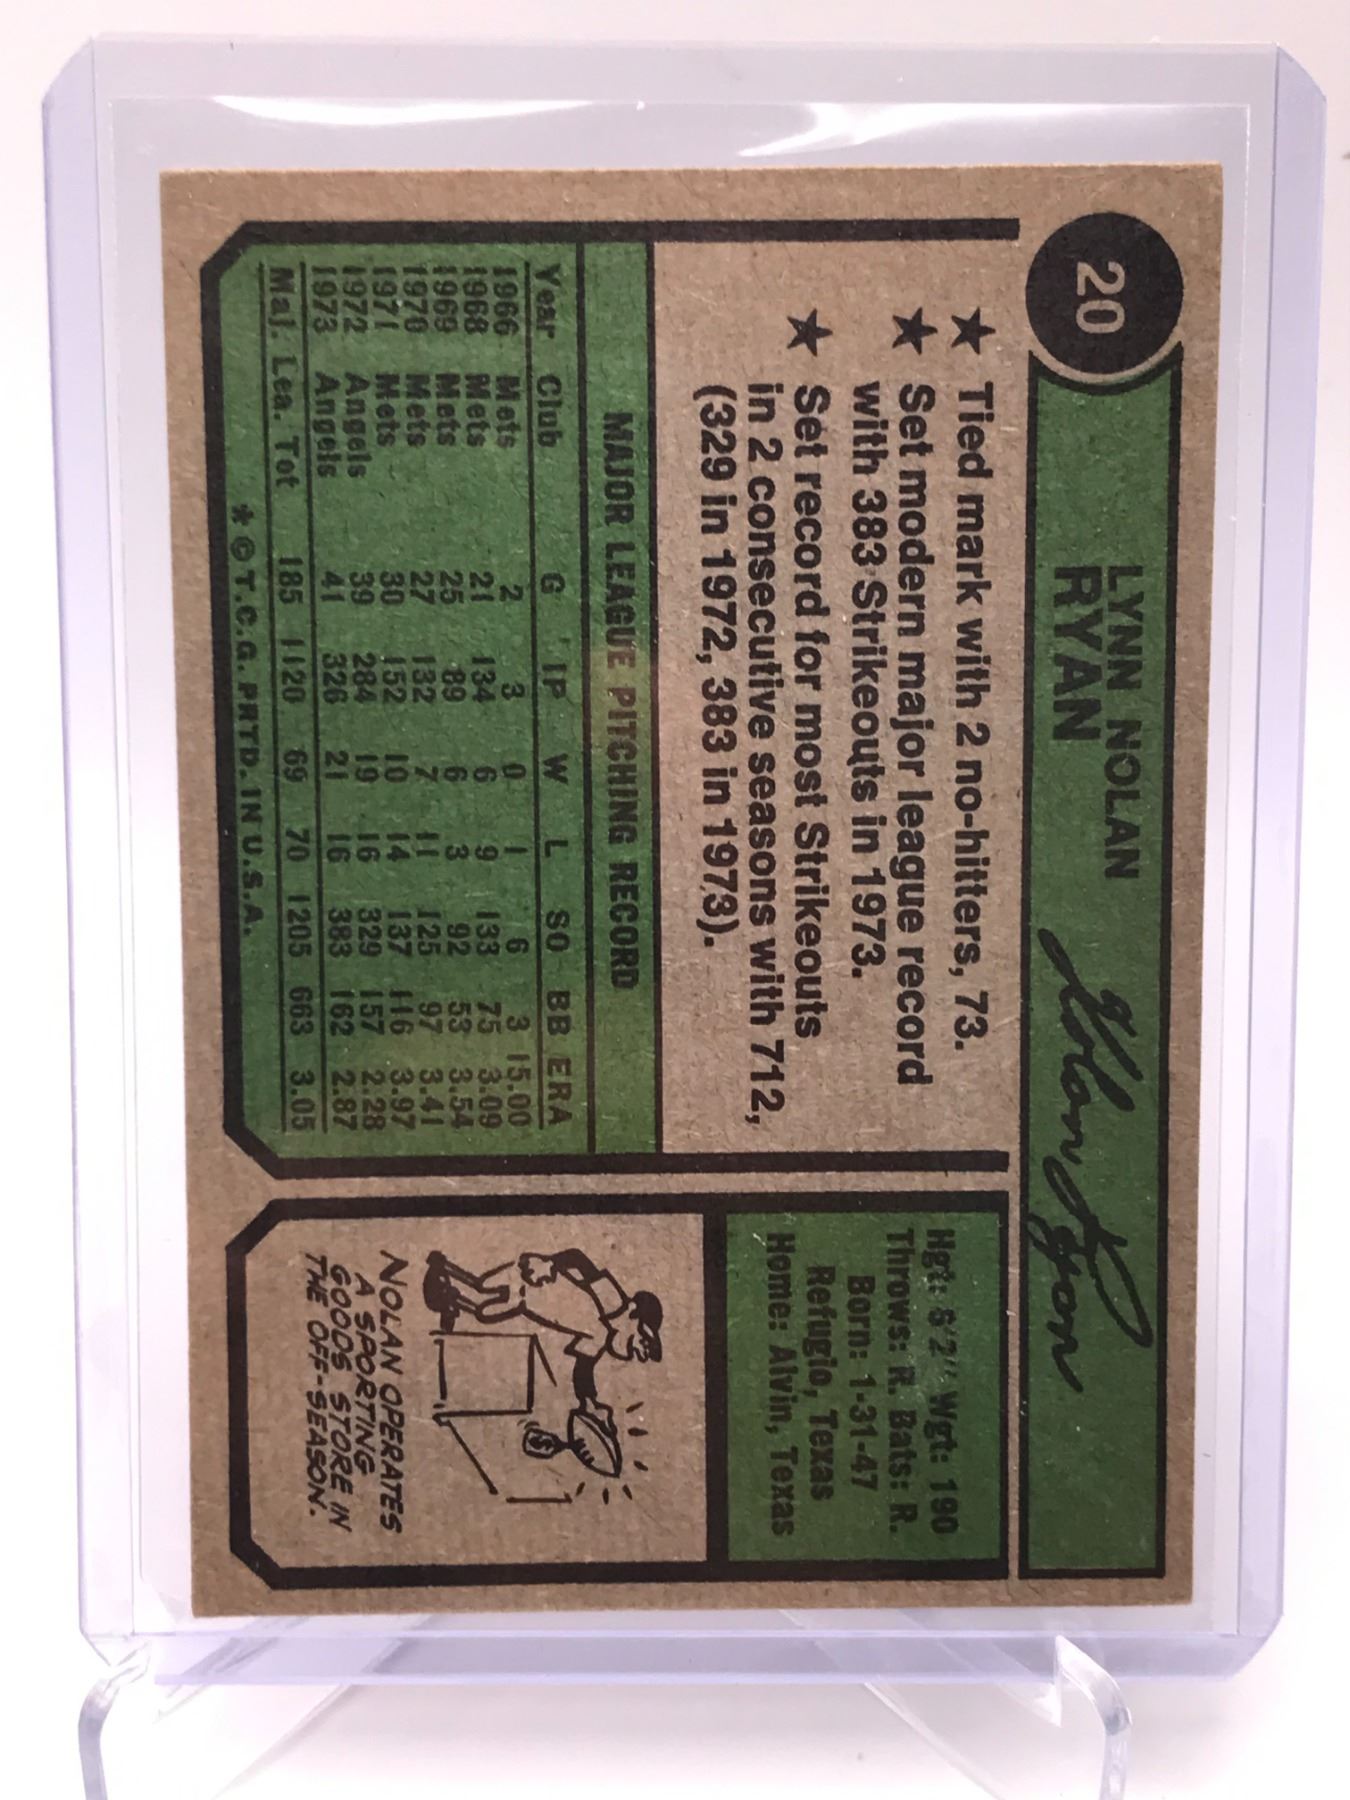 20
LYNN NOLAN
RYAN
Nolan Ryan
★ Tied mark with 2 no-hitters, 73.
★ Set modern major league record
with 383 Strikeouts in 1973.
★ Set record for most Strikeouts
in 2 consecutive seasons with 712,
(329 in 1972, 383 in 1973).
MAJOR LEAGUE PITCHING RECORD
Year Club G IP W L SO BB ERA
1966 Mets 2 3 0 1 6 3 15.00
1968 Mets 21 134 6 9 133 75 3.09
1969 Mets 25 89 6 3 92 53 3.54
1970 Mets 27 132 7 11 125 97 3.41
1971 Mets 30 152 10 14 137 116 3.97
1972 Angels 39 284 19 16 329 157 2.28
1973 Angels 41 326 21 16 383 162 2.87
Maj. Lea. Tot 185 1120 69 70 1205 663 3.05
* © T.C.G. PRTD. IN U.S.A.
Hgt: 6'2" Wgt: 190
Throws: R. Bats: R.
Born: 1-31-47
Refugio, Texas
Home: Alvin, Texas
$
NOLAN OPERATES
A SPORTING
GOODS STORE IN
THE OFF-SEASON.